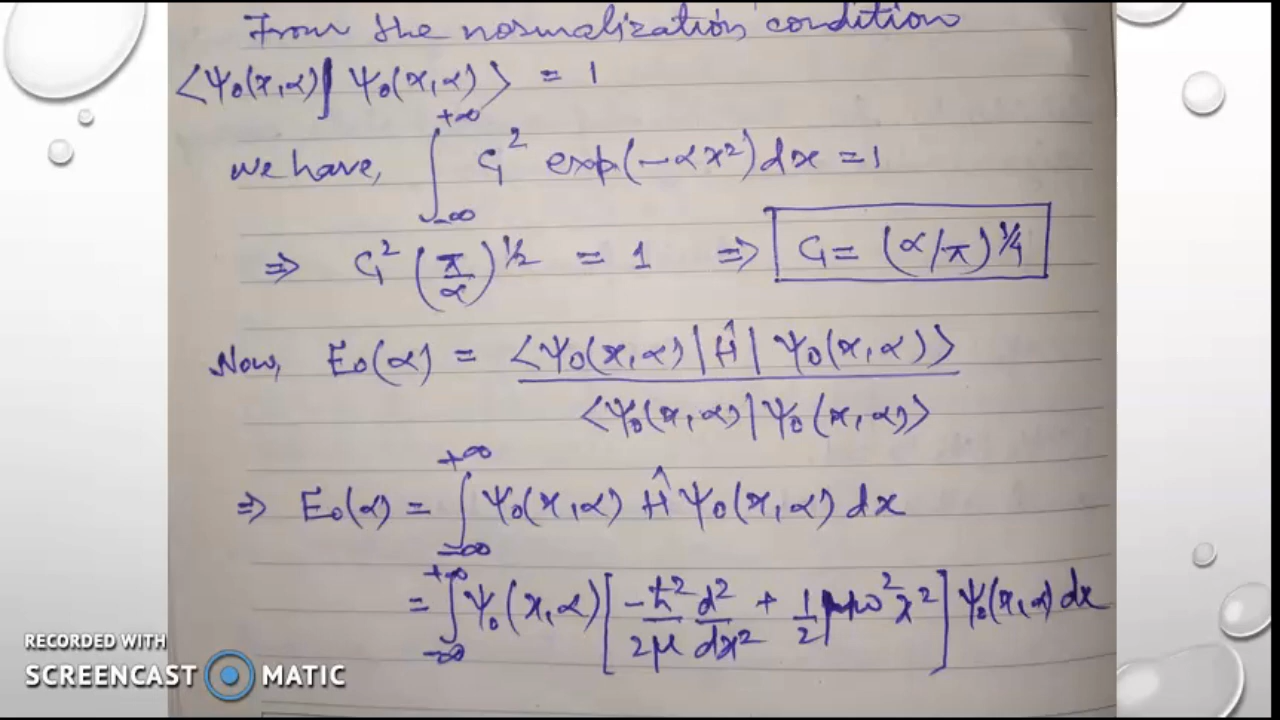 From the normalization condition
⟨Ψ₀(x,α)|Ψ₀(x,α)⟩ = 1
we have, ∫₋∞⁺∞ C₁² exp(-αx²)dx = 1
⇒ C₁² (π/α)^1/2 = 1 ⇒ C₁ = (α/π)^1/4
Now, E₀(α) = ⟨Ψ₀(x,α)|Ĥ|Ψ₀(x,α)⟩
⟨Ψ₀(x,α)|Ψ₀(x,α)⟩
⇒ E₀(α) = ∫₋∞⁺∞ Ψ₀(x,α) Ĥ Ψ₀(x,α) dx
= ∫₋∞⁺∞ Ψ₀(x,α) [-ħ²/2μ d²/dx² + 1/2 μω²x²] Ψ₀(x,α) dx
RECORDED WITH
SCREENCAST MATIC